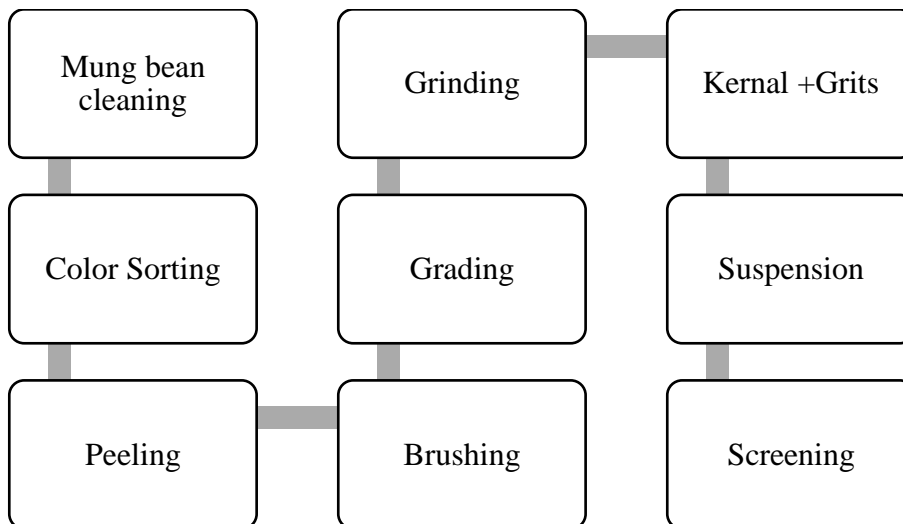 Mung bean
cleaning
Color Sorting
Peeling
Brushing
Grading
Grinding
Kernal +Grits
Suspension
Screening